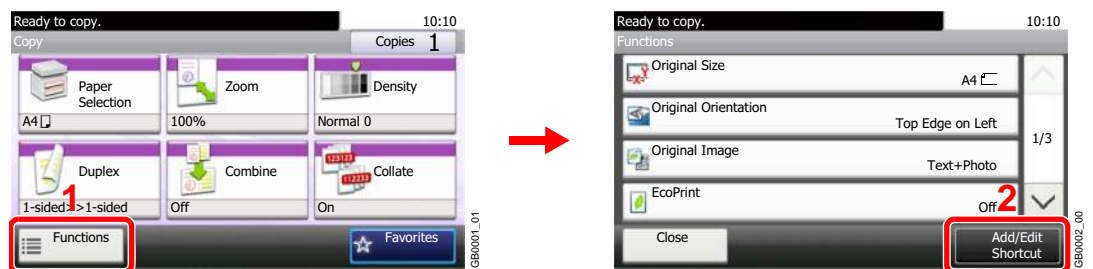 Ready to copy. 10:10
Copy Copies 1
Paper Selection
Zoom
Density
A4
100%
Normal 0
Duplex
Combine
123123
112233
Collate
1-sided>>1-sided
Off
On
1
Functions
Favorites
GB0001_01
Ready to copy. 10:10
Functions
Original Size
A4
Original Orientation
Top Edge on Left
1/3
Original Image
Text+Photo
EcoPrint
Off
2
Close
Add/Edit
Shortcut
GB0002_00